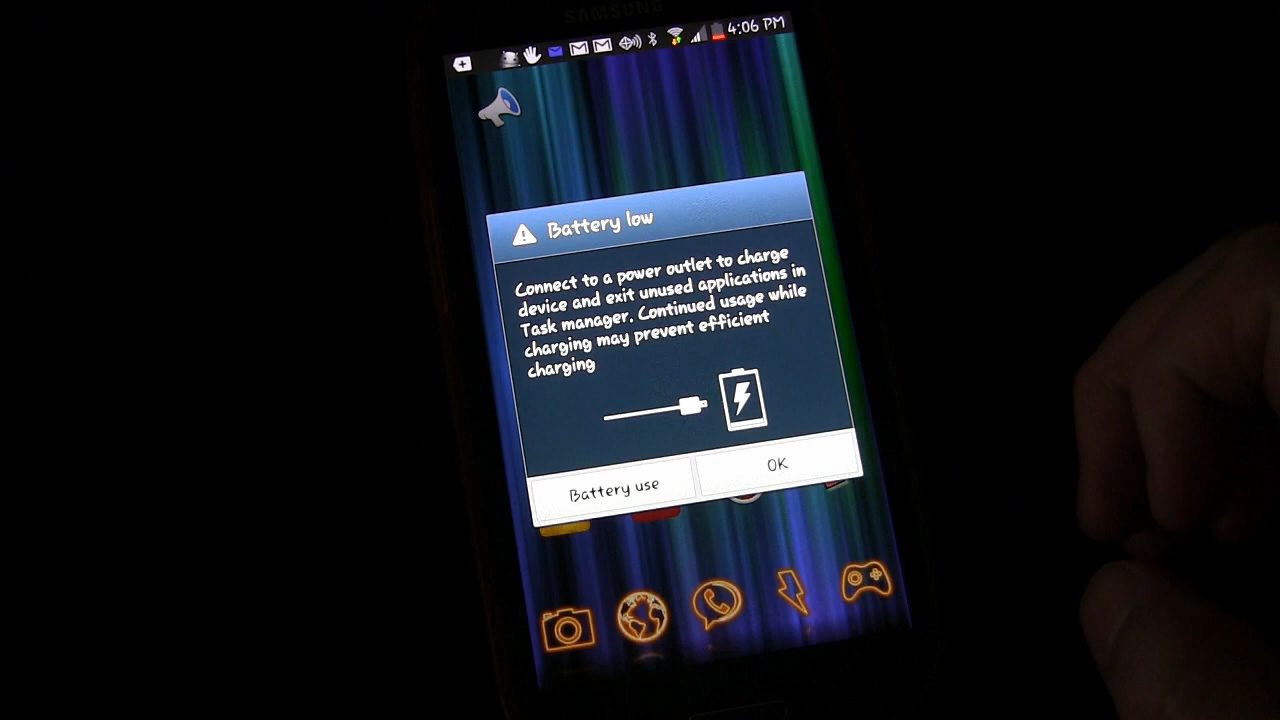 SAMSUNG
4:06 PM
Battery low
Connect to a power outlet to charge
device and exit unused applications in
Task manager. Continued usage while
charging may prevent efficient
charging
Battery use
OK